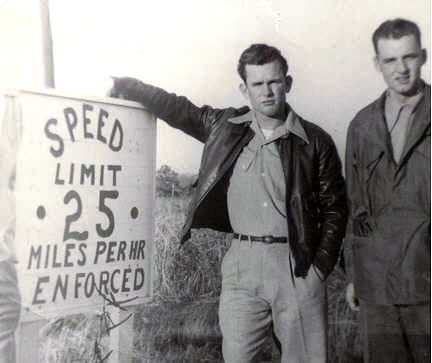 SPEED
LIMIT
• 25 •
MILES PER HR
ENFORCED